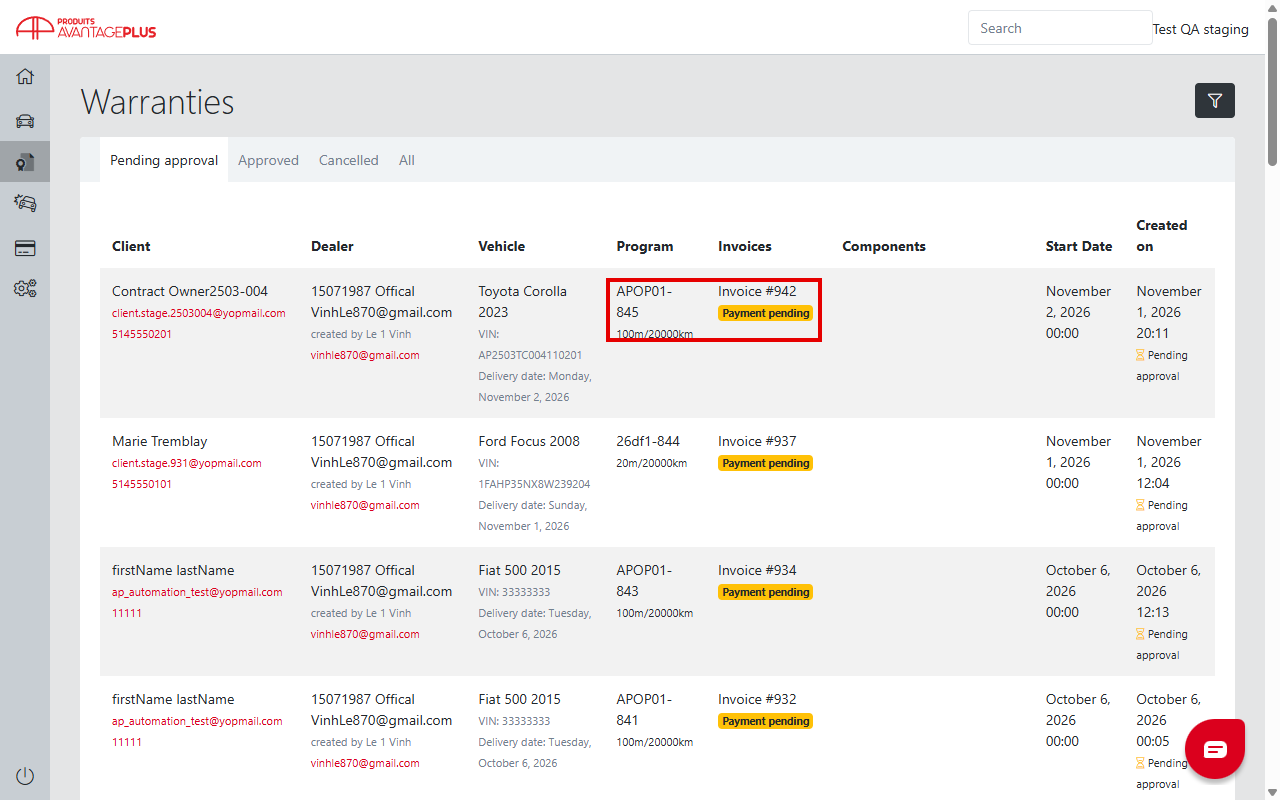 PRODUITS
AVANTAGEPLUS
Search
Test QA staging
Warranties
Pending approval
Approved
Cancelled
All
Client
Dealer
Vehicle
Program
Invoices
Components
Start Date
Created
on
Contract Owner2503-004
client.stage.2503004@yopmail.com
5145550201
15071987 Offical
VinhLe870@gmail.com
created by Le 1 Vinh
vinhle870@gmail.com
Toyota Corolla
2023
VIN:
AP2503TC004110201
Delivery date: Monday,
November 2, 2026
APOP01-
845
100m/20000km
Invoice #942
Payment pending
November
2, 2026
00:00
November
1, 2026
20:11
Pending
approval
Marie Tremblay
client.stage.931@yopmail.com
5145550101
15071987 Offical
VinhLe870@gmail.com
created by Le 1 Vinh
vinhle870@gmail.com
Ford Focus 2008
VIN:
1FAHP35NX8W239204
Delivery date: Sunday,
November 1, 2026
26df1-844
20m/20000km
Invoice #937
Payment pending
November
1, 2026
00:00
November
1, 2026
12:04
Pending
approval
firstName lastName
ap_automation_test@yopmail.com
11111
15071987 Offical
VinhLe870@gmail.com
created by Le 1 Vinh
vinhle870@gmail.com
Fiat 500 2015
VIN: 33333333
Delivery date: Tuesday,
October 6, 2026
APOP01-
843
100m/20000km
Invoice #934
Payment pending
October 6,
2026
00:00
October 6,
2026
12:13
Pending
approval
firstName lastName
ap_automation_test@yopmail.com
11111
15071987 Offical
VinhLe870@gmail.com
created by Le 1 Vinh
vinhle870@gmail.com
Fiat 500 2015
VIN: 33333333
Delivery date: Tuesday,
October 6, 2026
APOP01-
841
100m/20000km
Invoice #932
Payment pending
October 6,
2026
00:00
October 6,
2026
00:05
Pending
approval